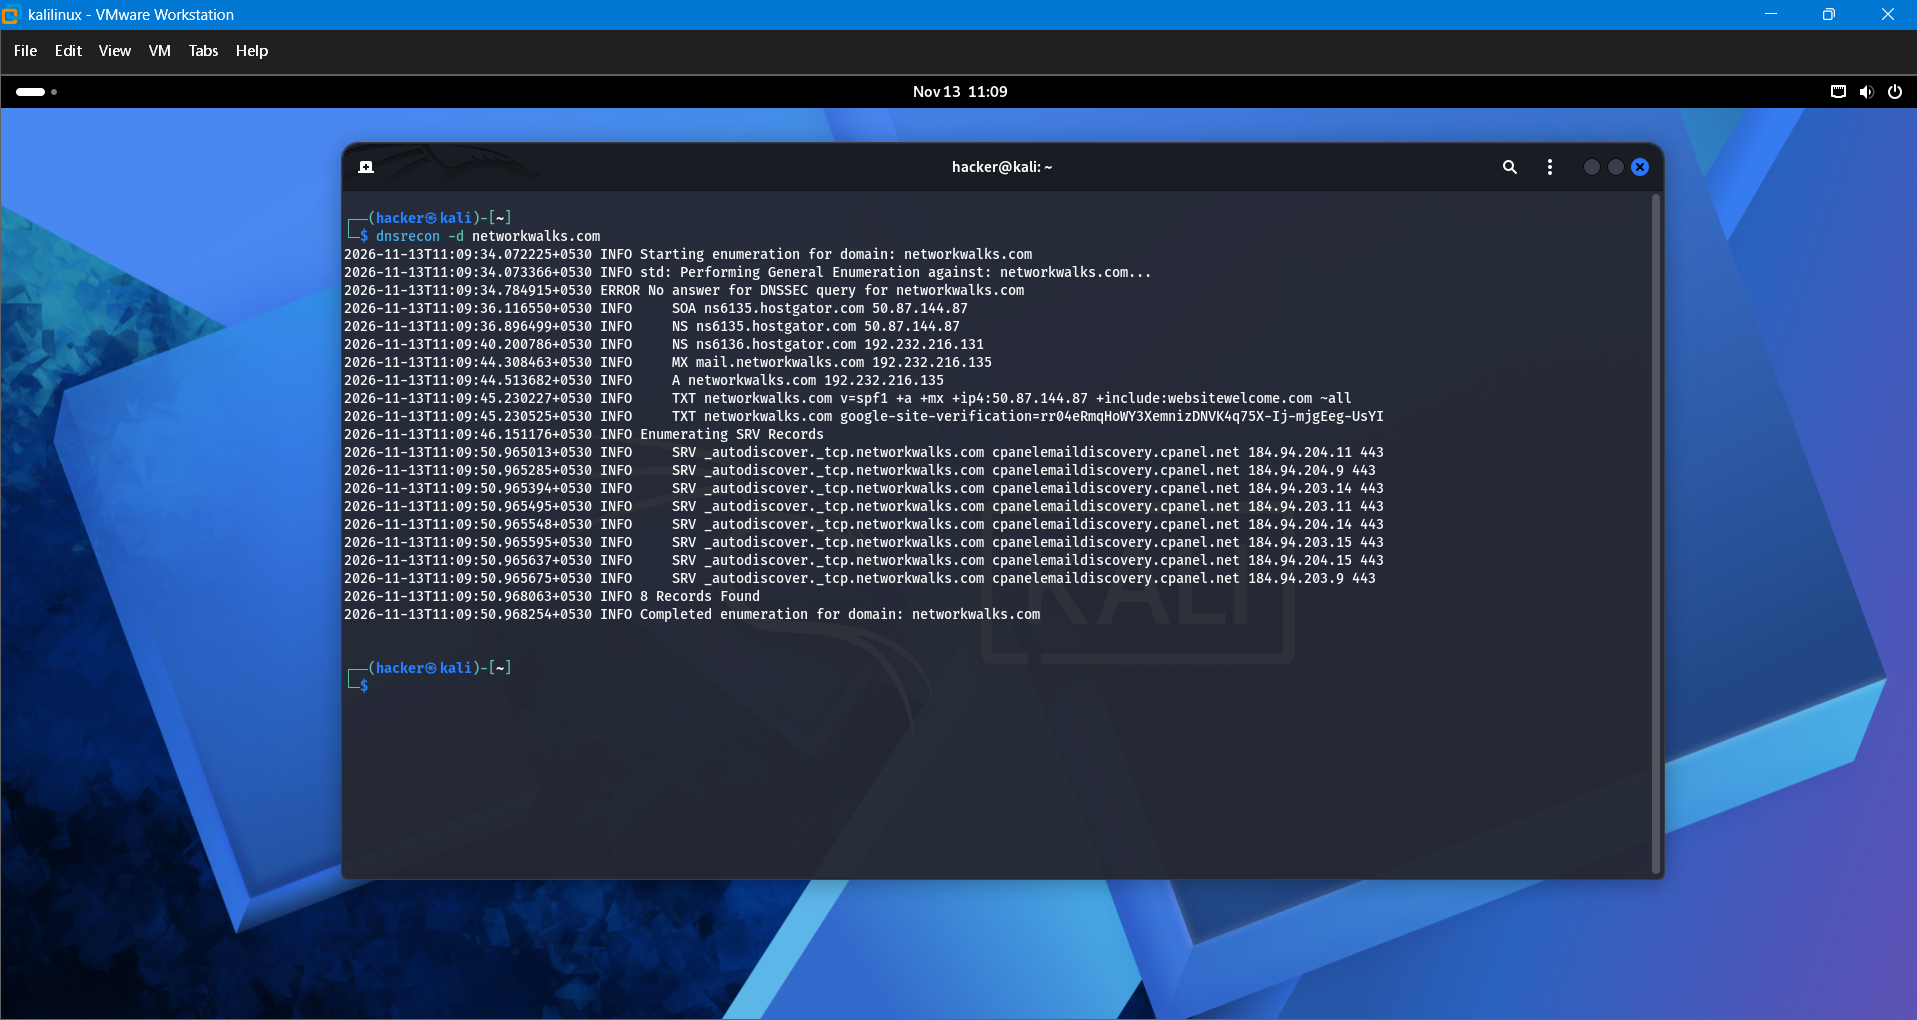 kalilinux - VMware Workstation
File Edit View VM Tabs Help
Nov 13 11:09
hacker@kali: ~
┌──(hacker㉿kali)-[~]
└─$ dnsrecon -d networkwalks.com
2026-11-13T11:09:34.072225+0530 INFO Starting enumeration for domain: networkwalks.com
2026-11-13T11:09:34.073366+0530 INFO std: Performing General Enumeration against: networkwalks.com...
2026-11-13T11:09:34.784915+0530 ERROR No answer for DNSSEC query for networkwalks.com
2026-11-13T11:09:36.116550+0530 INFO     SOA ns6135.hostgator.com 50.87.144.87
2026-11-13T11:09:36.896499+0530 INFO     NS ns6135.hostgator.com 50.87.144.87
2026-11-13T11:09:40.200786+0530 INFO     NS ns6136.hostgator.com 192.232.216.131
2026-11-13T11:09:44.308463+0530 INFO     MX mail.networkwalks.com 192.232.216.135
2026-11-13T11:09:44.513682+0530 INFO     A networkwalks.com 192.232.216.135
2026-11-13T11:09:45.230227+0530 INFO     TXT networkwalks.com v=spf1 +a +mx +ip4:50.87.144.87 +include:websitewelcome.com ~all
2026-11-13T11:09:45.230525+0530 INFO     TXT networkwalks.com google-site-verification=rr04eRmqHoWY3XemnizDNVK4q75X-Ij-mjgEeg-UsYI
2026-11-13T11:09:46.151176+0530 INFO Enumerating SRV Records
2026-11-13T11:09:50.965013+0530 INFO     SRV _autodiscover._tcp.networkwalks.com cpanelemaildiscovery.cpanel.net 184.94.204.11 443
2026-11-13T11:09:50.965285+0530 INFO     SRV _autodiscover._tcp.networkwalks.com cpanelemaildiscovery.cpanel.net 184.94.204.9 443
2026-11-13T11:09:50.965394+0530 INFO     SRV _autodiscover._tcp.networkwalks.com cpanelemaildiscovery.cpanel.net 184.94.203.14 443
2026-11-13T11:09:50.965495+0530 INFO     SRV _autodiscover._tcp.networkwalks.com cpanelemaildiscovery.cpanel.net 184.94.203.11 443
2026-11-13T11:09:50.965548+0530 INFO     SRV _autodiscover._tcp.networkwalks.com cpanelemaildiscovery.cpanel.net 184.94.204.14 443
2026-11-13T11:09:50.965595+0530 INFO     SRV _autodiscover._tcp.networkwalks.com cpanelemaildiscovery.cpanel.net 184.94.203.15 443
2026-11-13T11:09:50.965637+0530 INFO     SRV _autodiscover._tcp.networkwalks.com cpanelemaildiscovery.cpanel.net 184.94.204.15 443
2026-11-13T11:09:50.965675+0530 INFO     SRV _autodiscover._tcp.networkwalks.com cpanelemaildiscovery.cpanel.net 184.94.203.9 443
2026-11-13T11:09:50.968063+0530 INFO 8 Records Found
2026-11-13T11:09:50.968254+0530 INFO Completed enumeration for domain: networkwalks.com
KALI
┌──(hacker㉿kali)-[~]
└─$